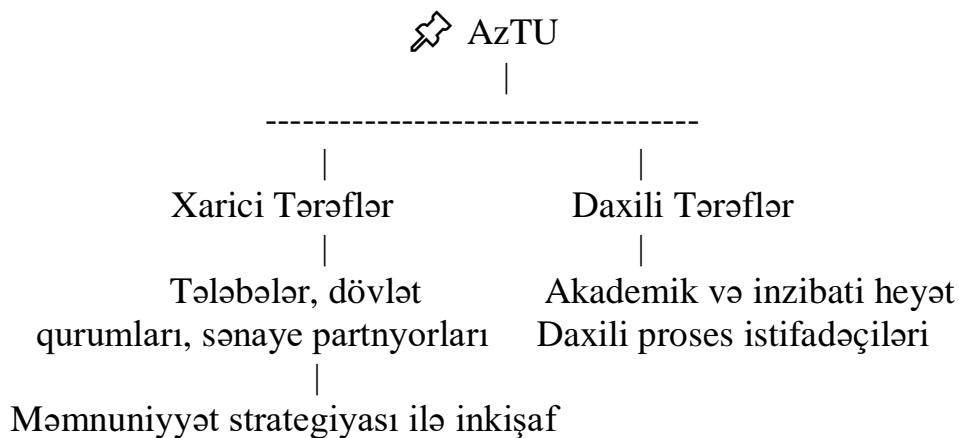 📌 AzTU
|
-----------------------------------
| |
Xarici Tərəflər Daxili Tərəflər
| |
Tələbələr, dövlət Akademik və inzibati heyət
qurumları, sənaye partnyorları Daxili proses istifadəçiləri
|
Məmnuniyyət strategiyası ilə inkişaf